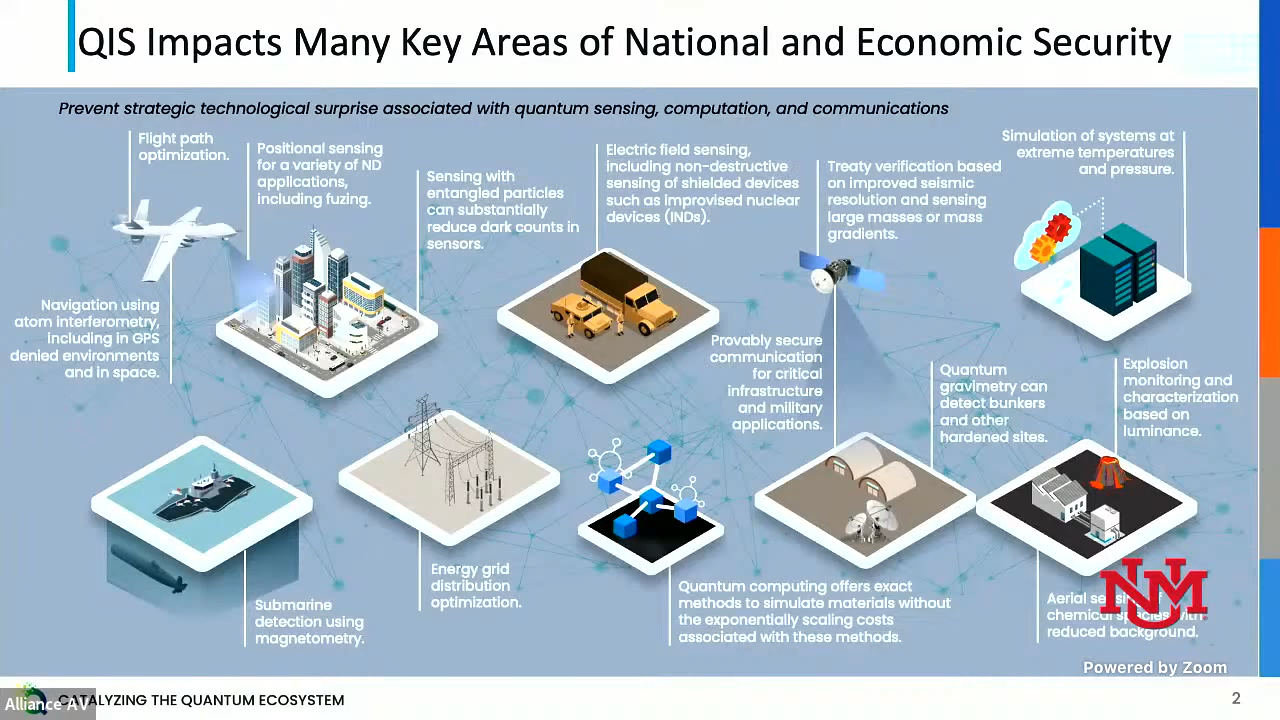 QIS Impacts Many Key Areas of National and Economic Security
Prevent strategic technological surprise associated with quantum sensing, computation, and communications
Flight path
optimization.
Positional sensing
for a variety of ND
applications,
including fuzing.
Sensing with
entangled particles
can substantially
reduce dark counts in
sensors.
Electric field sensing,
including non-destructive
sensing of shielded devices
such as improvised nuclear
devices (INDs).
Treaty verification based
on improved seismic
resolution and sensing
large masses or mass
gradients.
Simulation of systems at
extreme temperatures
and pressure.
Navigation using
atom interferometry,
including in GPS
denied environments
and in space.
Provably secure
communication
for critical
infrastructure
and military
applications.
Quantum
gravimetry can
detect bunkers
and other
hardened sites.
Explosion
monitoring and
characterization
based on
luminance.
Submarine
detection using
magnetometry.
Energy grid
distribution
optimization.
Quantum computing offers exact
methods to simulate materials without
the exponentially scaling costs
associated with these methods.
Aerial
chemical species with
reduced background.
UNM
Powered by Zoom
CATALYZING THE QUANTUM ECOSYSTEM
Alliance AV
2